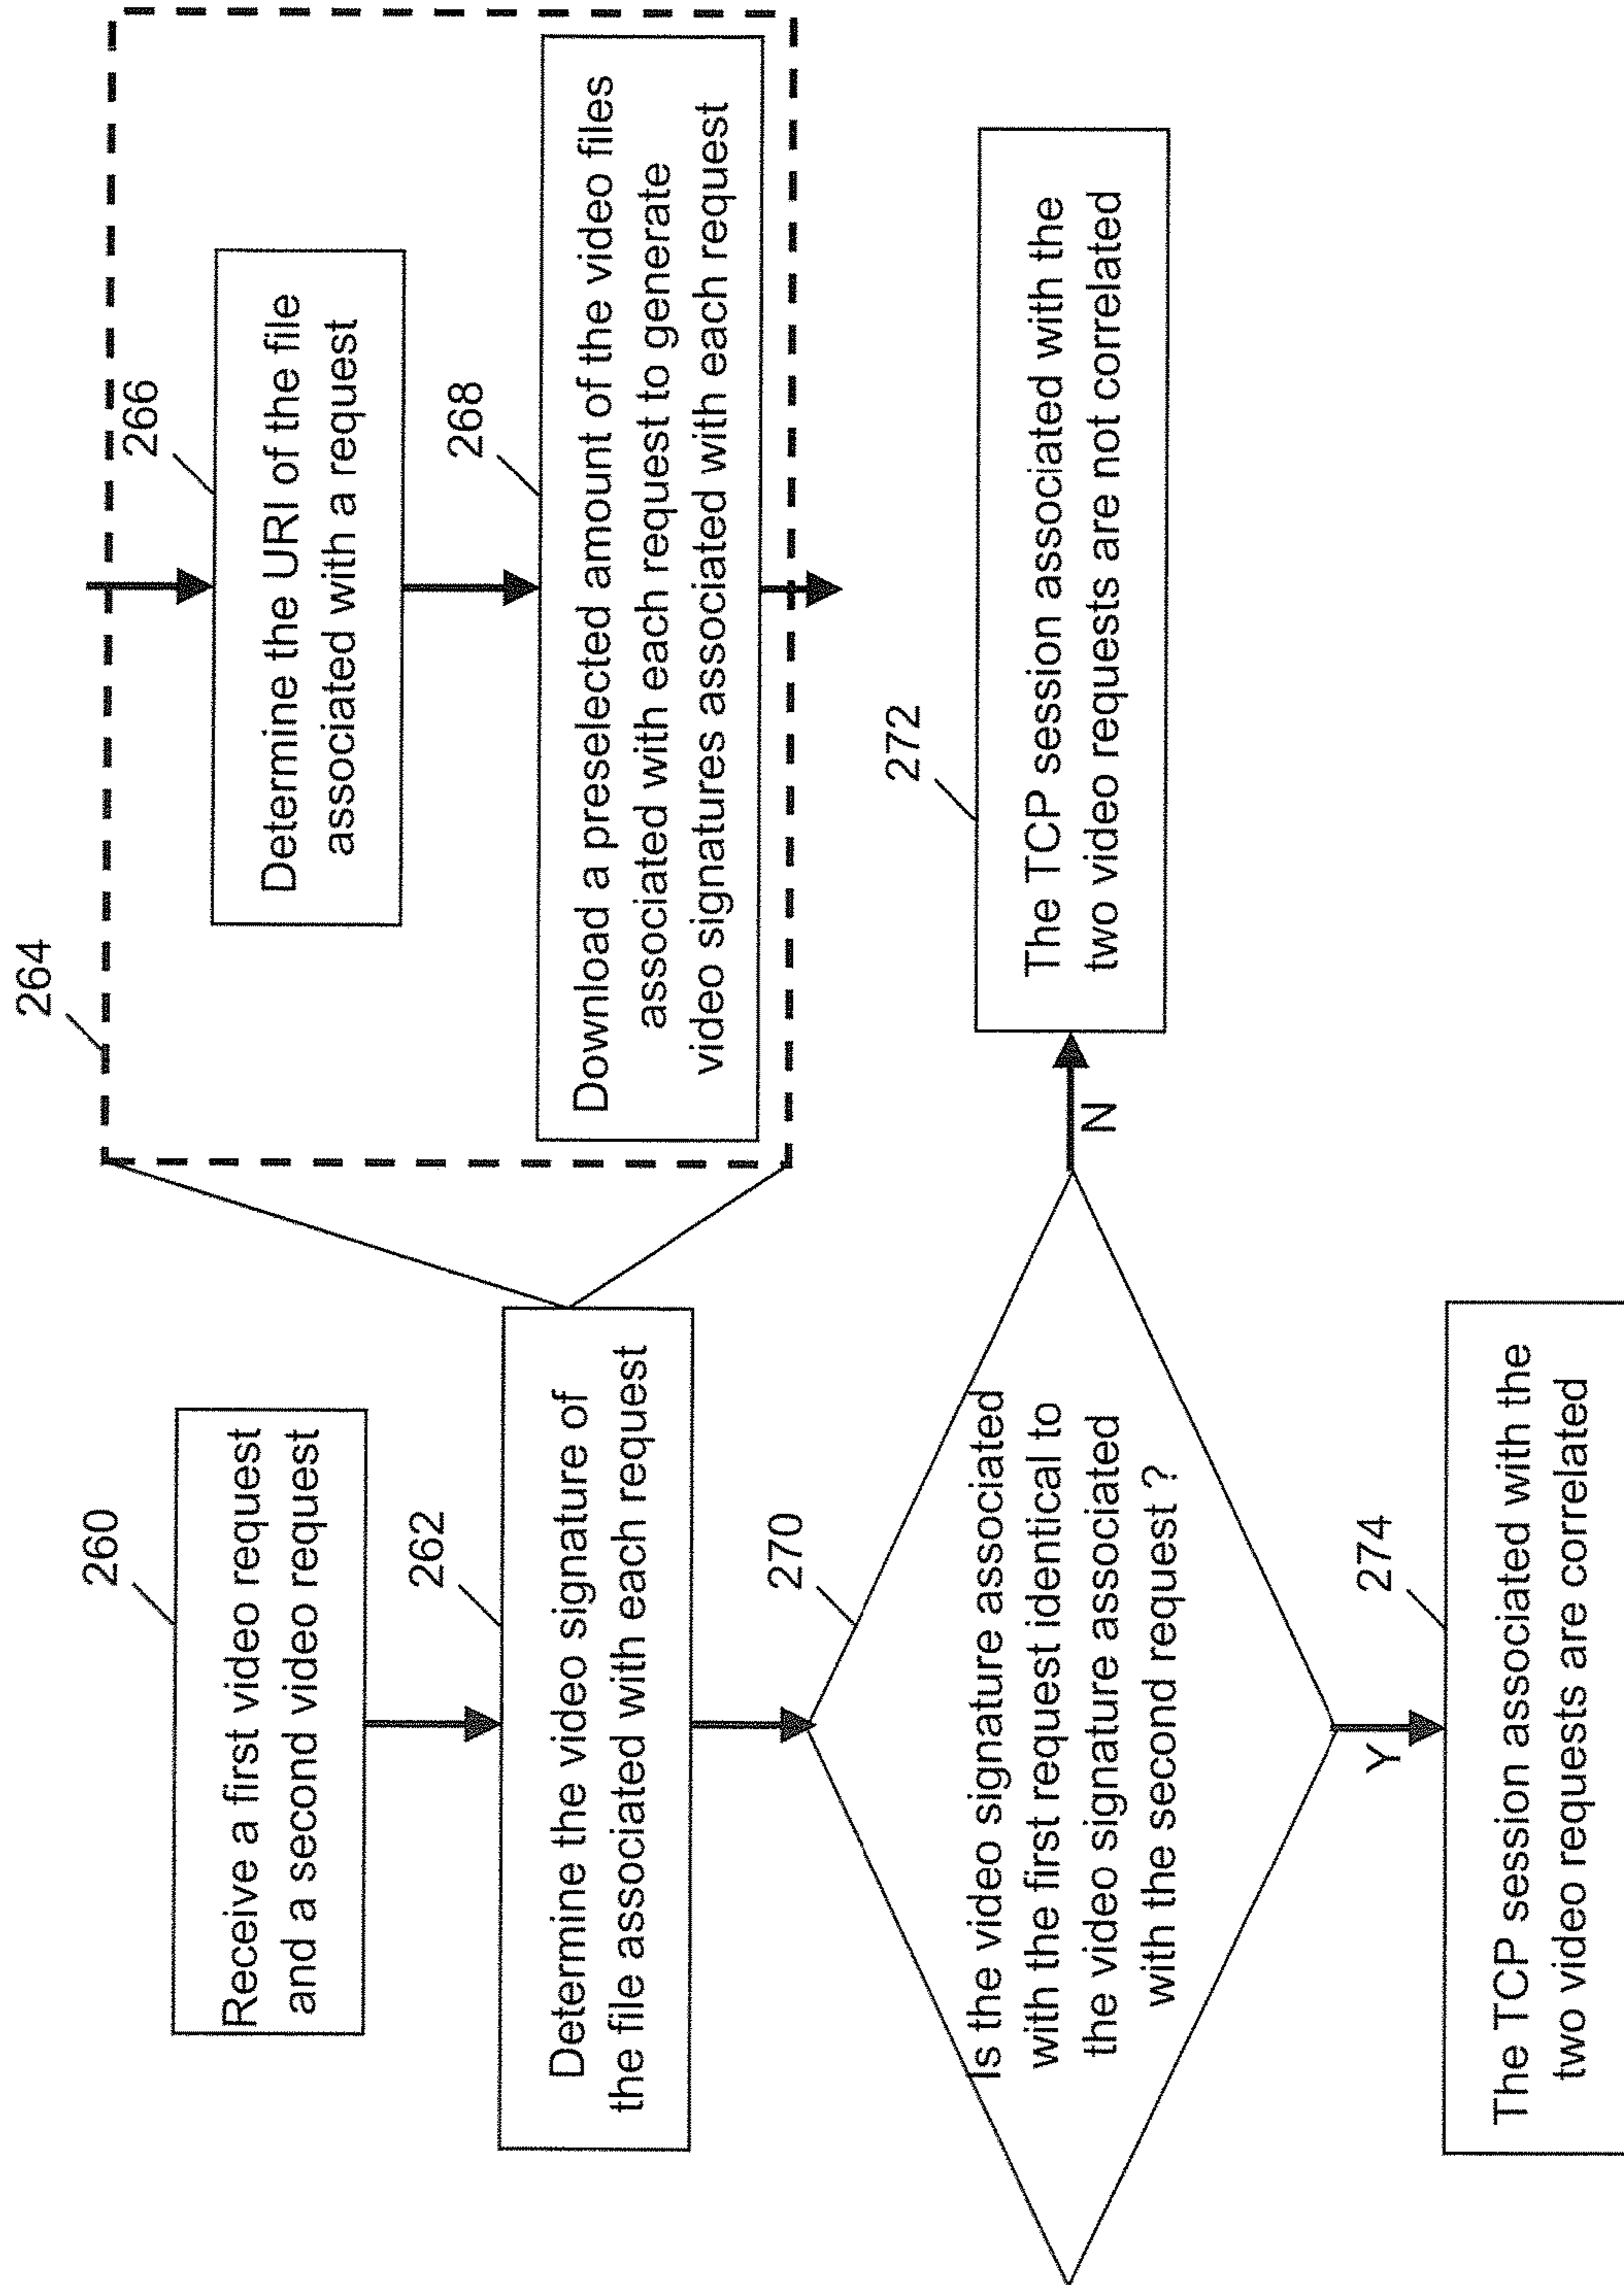 260
Receive a first video request
and a second video request
262
Determine the video signature of
the file associated with each request
264
266
Determine the URI of the file
associated with a request
268
Download a preselected amount of the video files
associated with each request to generate
video signatures associated with each request
270
Is the video signature associated
with the first request identical to
the video signature associated
with the second request ?
N
272
The TCP session associated with the
two video requests are not correlated
Y
274
The TCP session associated with the
two video requests are correlated